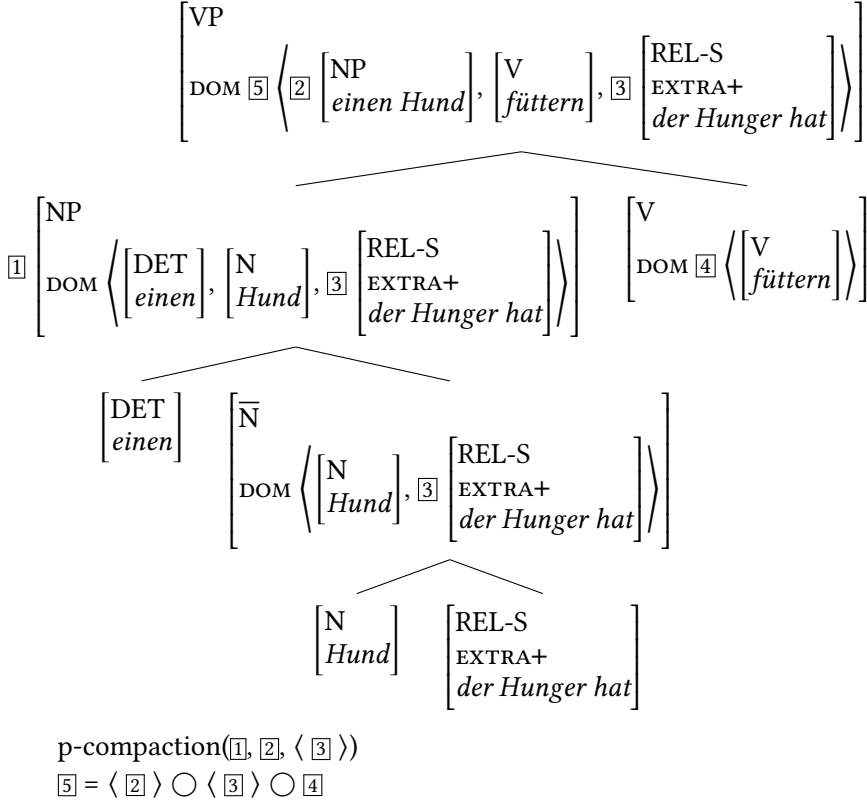 VP
DOM 5 ⟨ 2 [NP einen Hund], [V füttern], 3 [REL-S EXTRA+ der Hunger hat] ⟩
1 [NP DOM ⟨ [DET einen], [N Hund], 3 [REL-S EXTRA+ der Hunger hat] ⟩]
[V DOM 4 ⟨ [V füttern] ⟩]
[DET einen]
[N̅ DOM ⟨ [N Hund], 3 [REL-S EXTRA+ der Hunger hat] ⟩]
[N Hund]
[REL-S EXTRA+ der Hunger hat]
p-compaction(1, 2, ⟨ 3 ⟩)
5 = ⟨ 2 ⟩ ◯ ⟨ 3 ⟩ ◯ 4